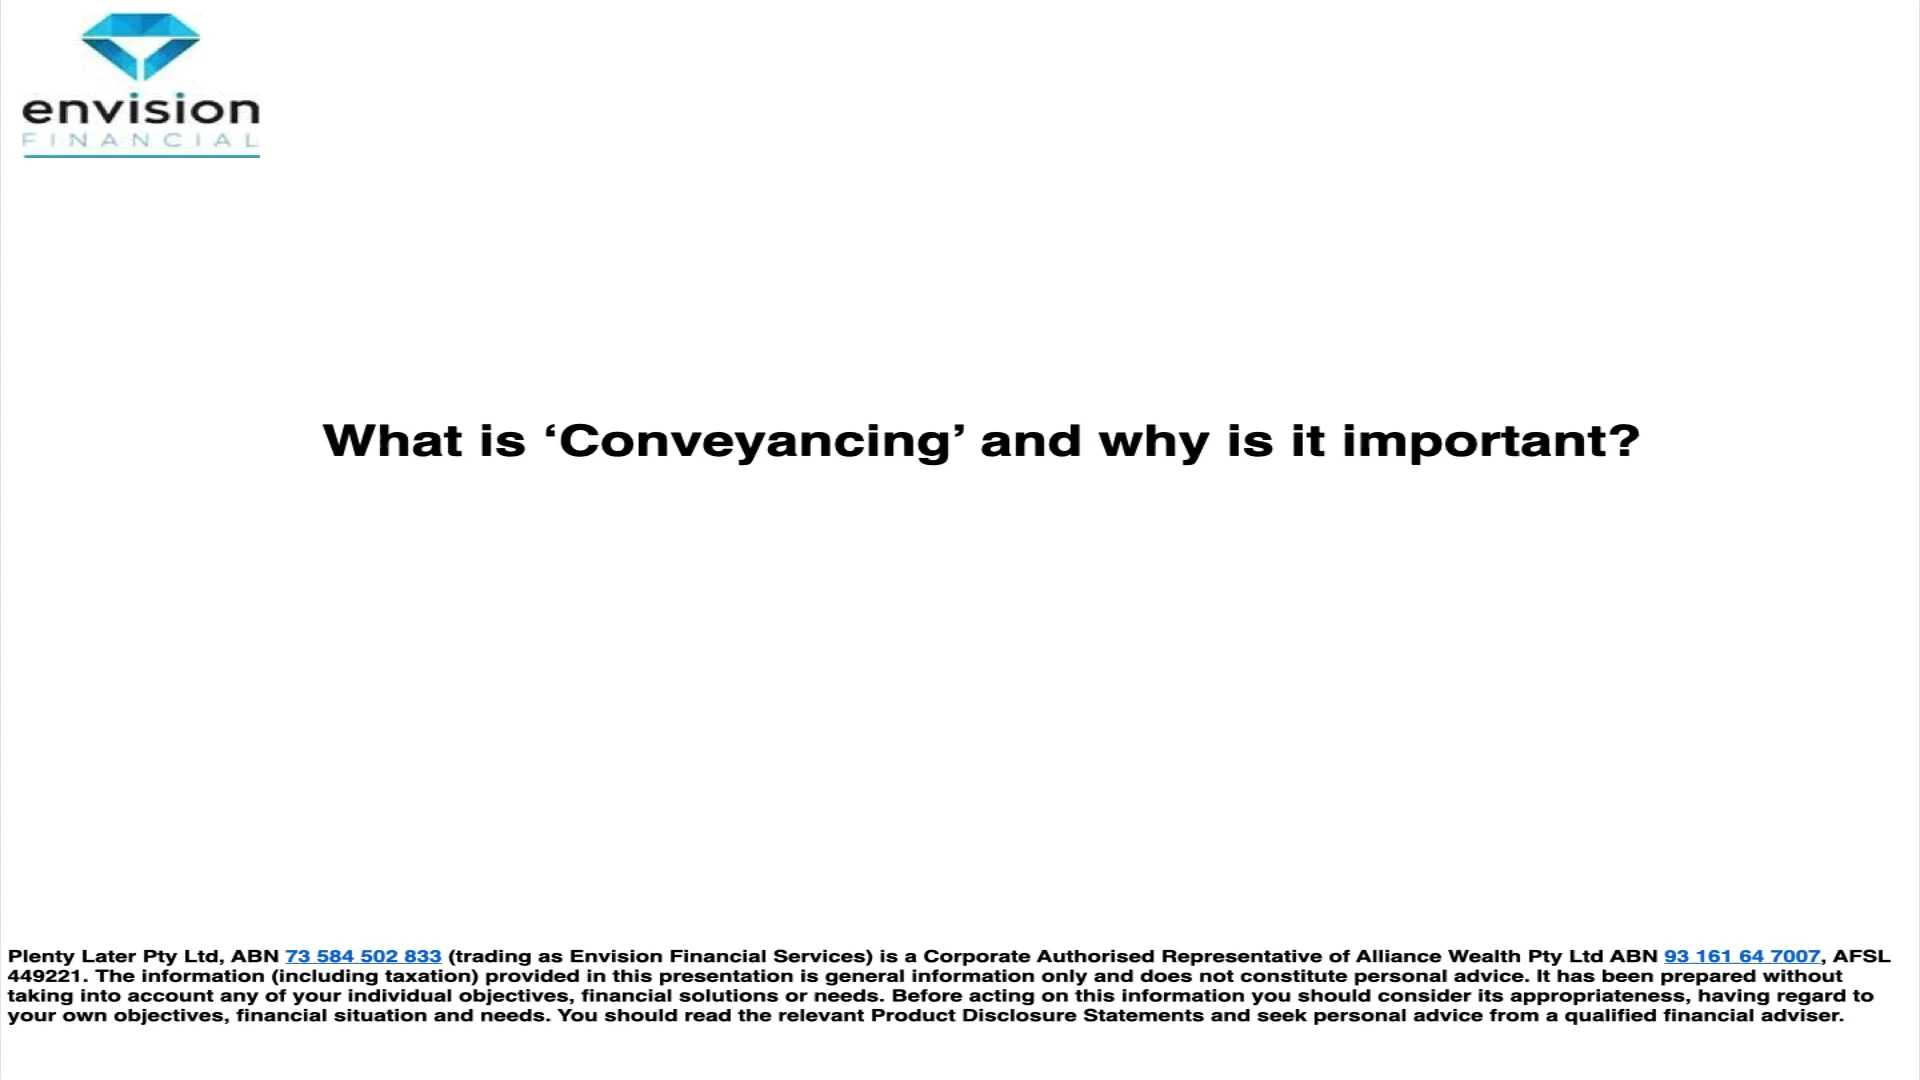 envision
FINANCIAL
What is ‘Conveyancing’ and why is it important?
Plenty Later Pty Ltd, ABN 73 584 502 833 (trading as Envision Financial Services) is a Corporate Authorised Representative of Alliance Wealth Pty Ltd ABN 93 161 64 7007, AFSL
449221. The information (including taxation) provided in this presentation is general information only and does not constitute personal advice. It has been prepared without
taking into account any of your individual objectives, financial solutions or needs. Before acting on this information you should consider its appropriateness, having regard to
your own objectives, financial situation and needs. You should read the relevant Product Disclosure Statements and seek personal advice from a qualified financial adviser.